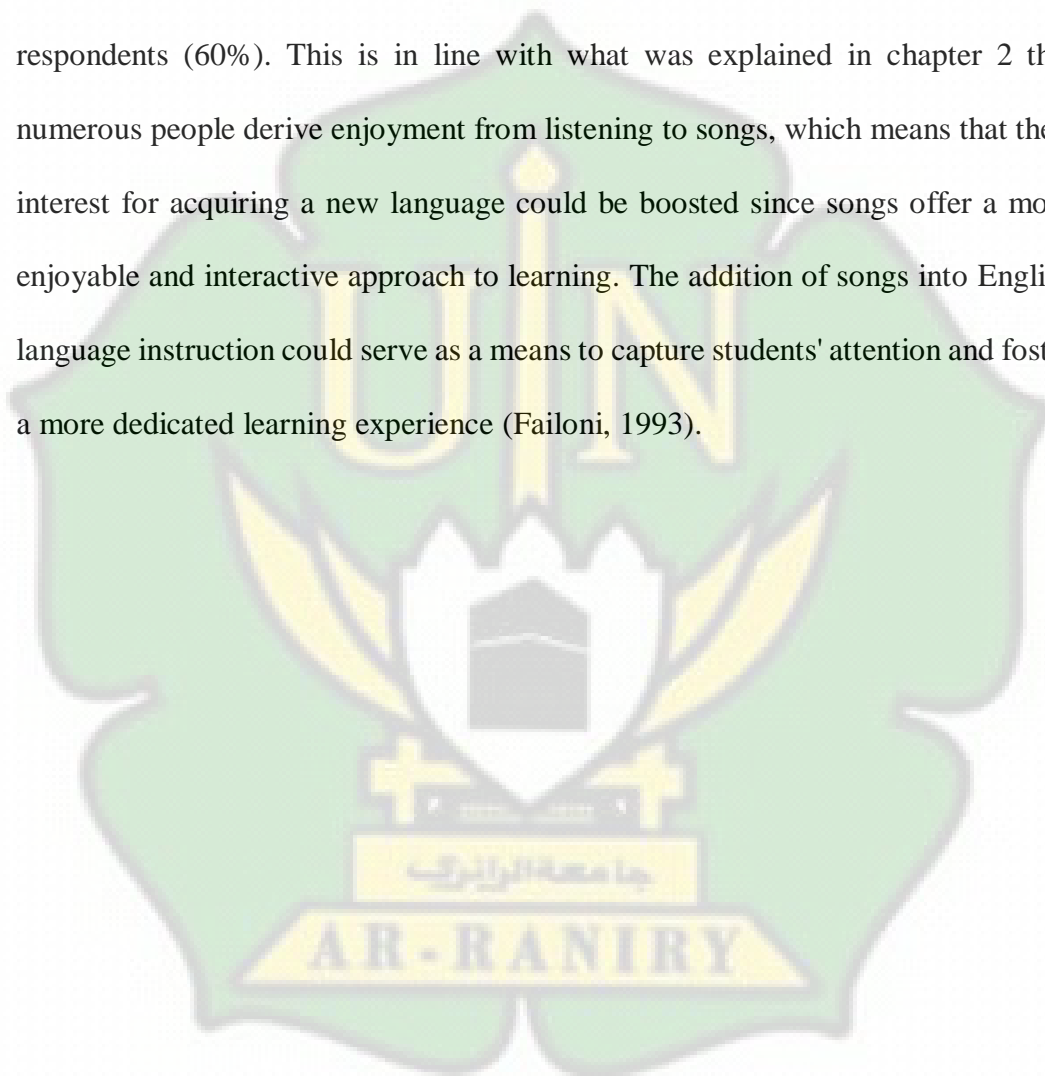 respondents (60%). This is in line with what was explained in chapter 2 th
numerous people derive enjoyment from listening to songs, which means that the
interest for acquiring a new language could be boosted since songs offer a mo
enjoyable and interactive approach to learning. The addition of songs into Engli
language instruction could serve as a means to capture students' attention and fost
a more dedicated learning experience (Failoni, 1993).
UIN
جامعة الرانري
AR-RANIRY